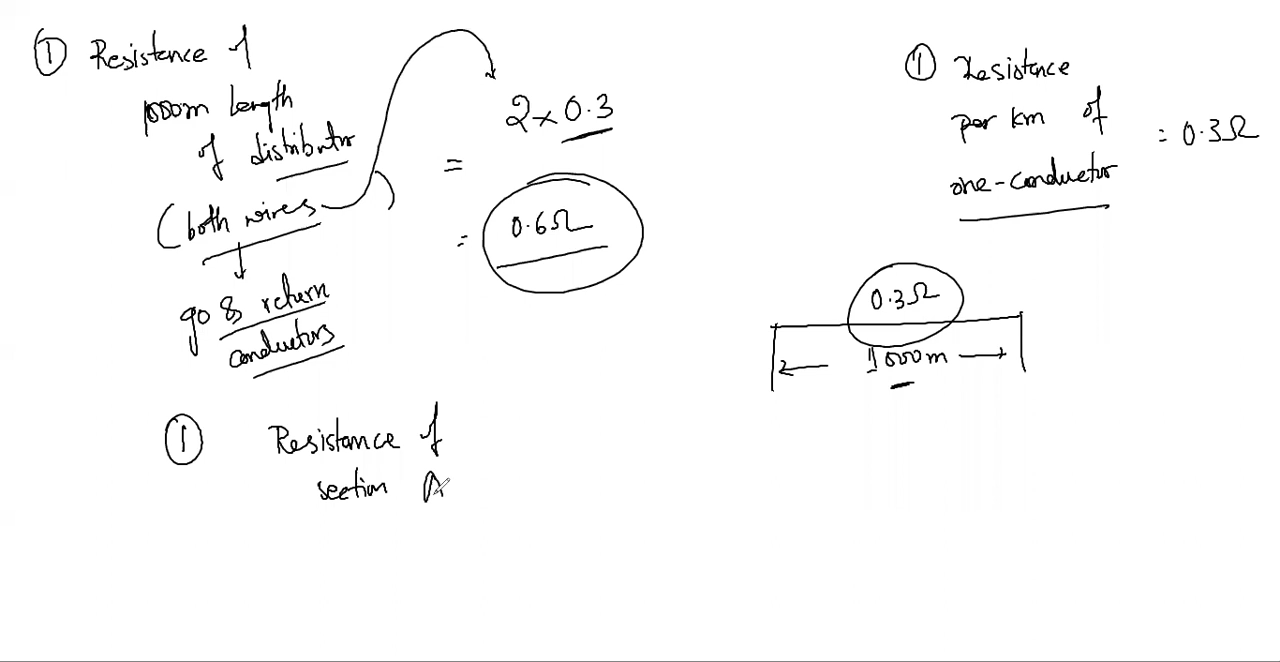 ① Resistance of
1000m length
of distributor
(both wires)
go & return
conductors
= 2 × 0.3
= 0.6Ω
① Resistance
per km of
one-conductor
= 0.3Ω
0.3Ω
1000m
① Resistance of
section A